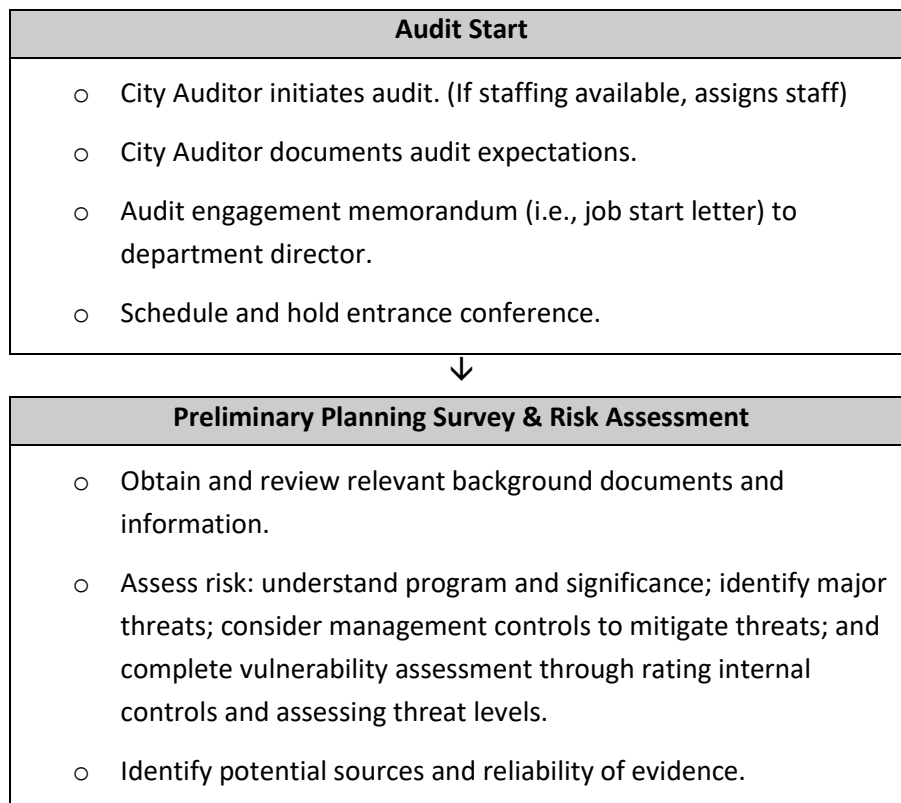 Audit Start
o City Auditor initiates audit. (If staffing available, assigns staff)
o City Auditor documents audit expectations.
o Audit engagement memorandum (i.e., job start letter) to
department director.
o Schedule and hold entrance conference.
↓
Preliminary Planning Survey & Risk Assessment
o Obtain and review relevant background documents and
information.
o Assess risk: understand program and significance; identify major
threats; consider management controls to mitigate threats; and
complete vulnerability assessment through rating internal
controls and assessing threat levels.
o Identify potential sources and reliability of evidence.